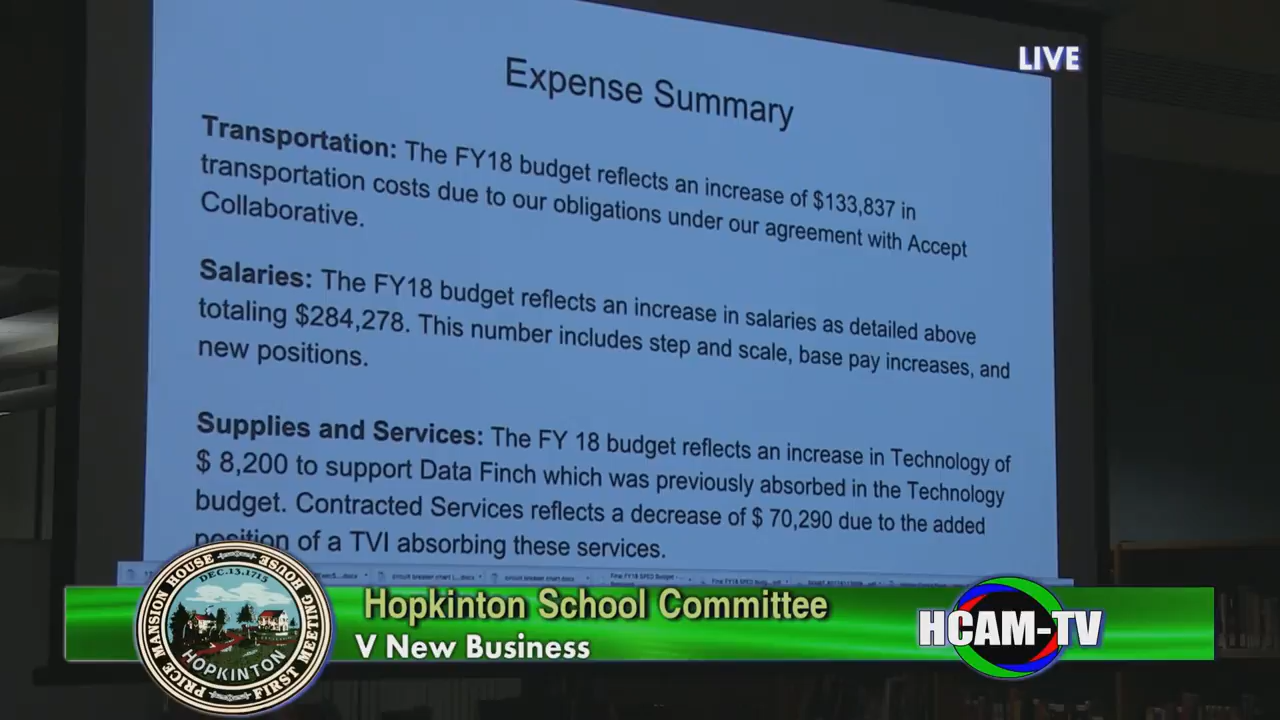 LIVE
Expense Summary
Transportation: The FY18 budget reflects an increase of $133,837 in
transportation costs due to our obligations under our agreement with Accept
Collaborative.
Salaries: The FY18 budget reflects an increase in salaries as detailed above
totaling $284,278. This number includes step and scale, base pay increases, and
new positions.
Supplies and Services: The FY 18 budget reflects an increase in Technology of
$ 8,200 to support Data Finch which was previously absorbed in the Technology
budget. Contracted Services reflects a decrease of $ 70,290 due to the added
position of a TVI absorbing these services.
Hopkinton School Committee
V New Business
HCAM-TV
PRICE MANSION HOUSE
HOUSE FIRST MEETING
DEC.13.1715
HOPKINTON